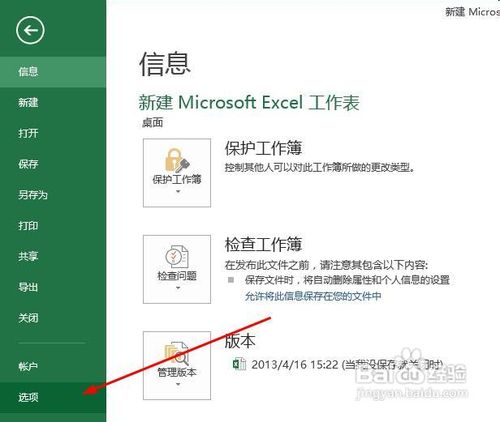 新建 Micros
信息
新建
打开
保存
另存为
打印
共享
导出
关闭
帐户
选项
信息
新建 Microsoft Excel 工作表
桌面
保护工作簿
保护工作簿
控制其他人可以对此工作簿所做的更改类型。
检查问题
检查工作簿
在发布此文件之前，请注意其包含以下内容:
保存文件时，将自动删除属性和个人信息的设置
允许将此信息保存在您的文件中
管理版本
版本
2013/4/16 15:22 (当我没保存就关闭时)
Baidu 经验
jingyan.baidu.com